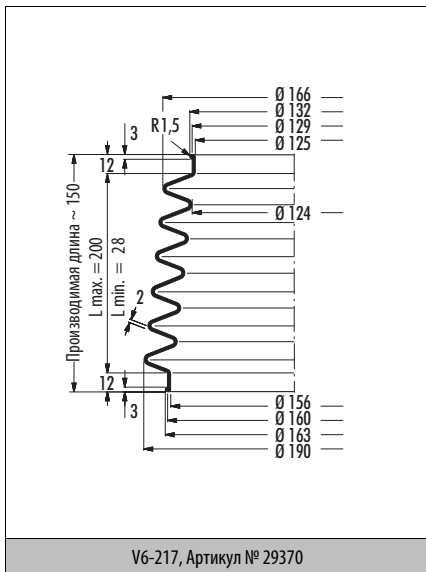 Ø 166
Ø 132
Ø 129
Ø 125
R1,5
3
12
Ø 124
Производимая длина ~ 150
L max. = 200
L min. = 28
2
12
3
Ø 156
Ø 160
Ø 163
Ø 190
V6-217, Артикул № 29370